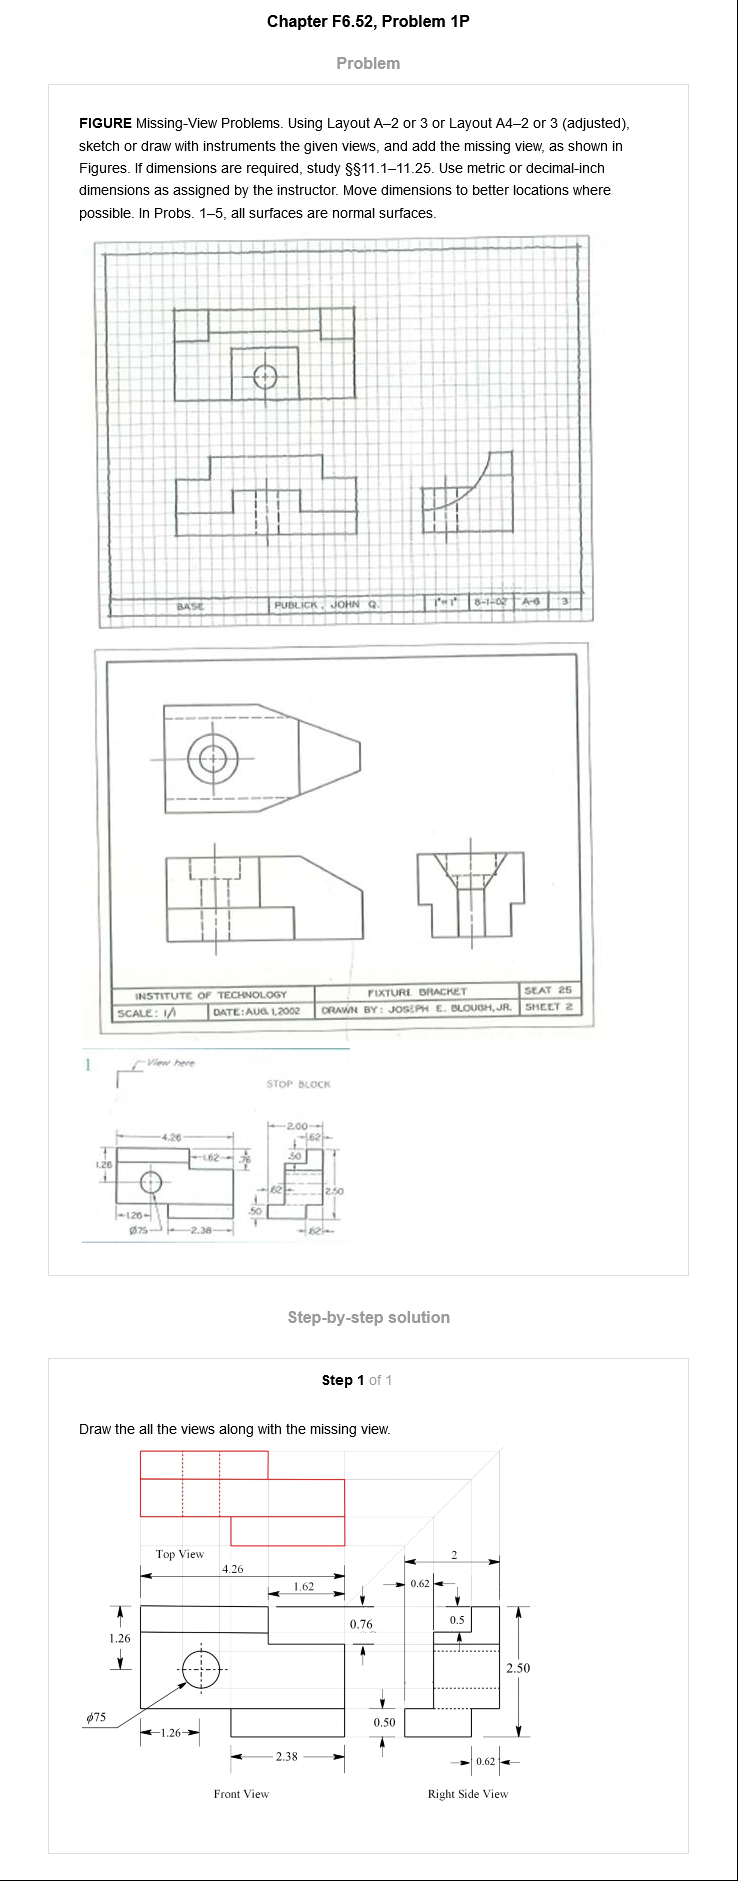 Chapter F6.52, Problem 1P
Problem
FIGURE Missing-View Problems. Using Layout A–2 or 3 or Layout A4–2 or 3 (adjusted),
sketch or draw with instruments the given views, and add the missing view, as shown in
Figures. If dimensions are required, study §§11.1–11.25. Use metric or decimal-inch
dimensions as assigned by the instructor. Move dimensions to better locations where
possible. In Probs. 1–5, all surfaces are normal surfaces.
BASE PUBLICK, JOHN Q. 1"=1" 8-1-02 A-6 3
INSTITUTE OF TECHNOLOGY FIXTURE BRACKET SEAT 25
SCALE: 1/1 DATE: AUG. 1, 2002 DRAWN BY: JOSEPH E. BLOUGH, JR. SHEET 2
1 View here
STOP BLOCK
2.00
4.26 .62
1.62 .76 .50
1.26
.62 2.50
1.26 .50
Ø75 2.38 .62
Step-by-step solution
Step 1 of 1
Draw the all the views along with the missing view.
Top View 2
4.26
1.62 0.62
0.76 0.5
1.26
2.50
ϕ75 0.50
1.26
2.38 0.62
Front View Right Side View